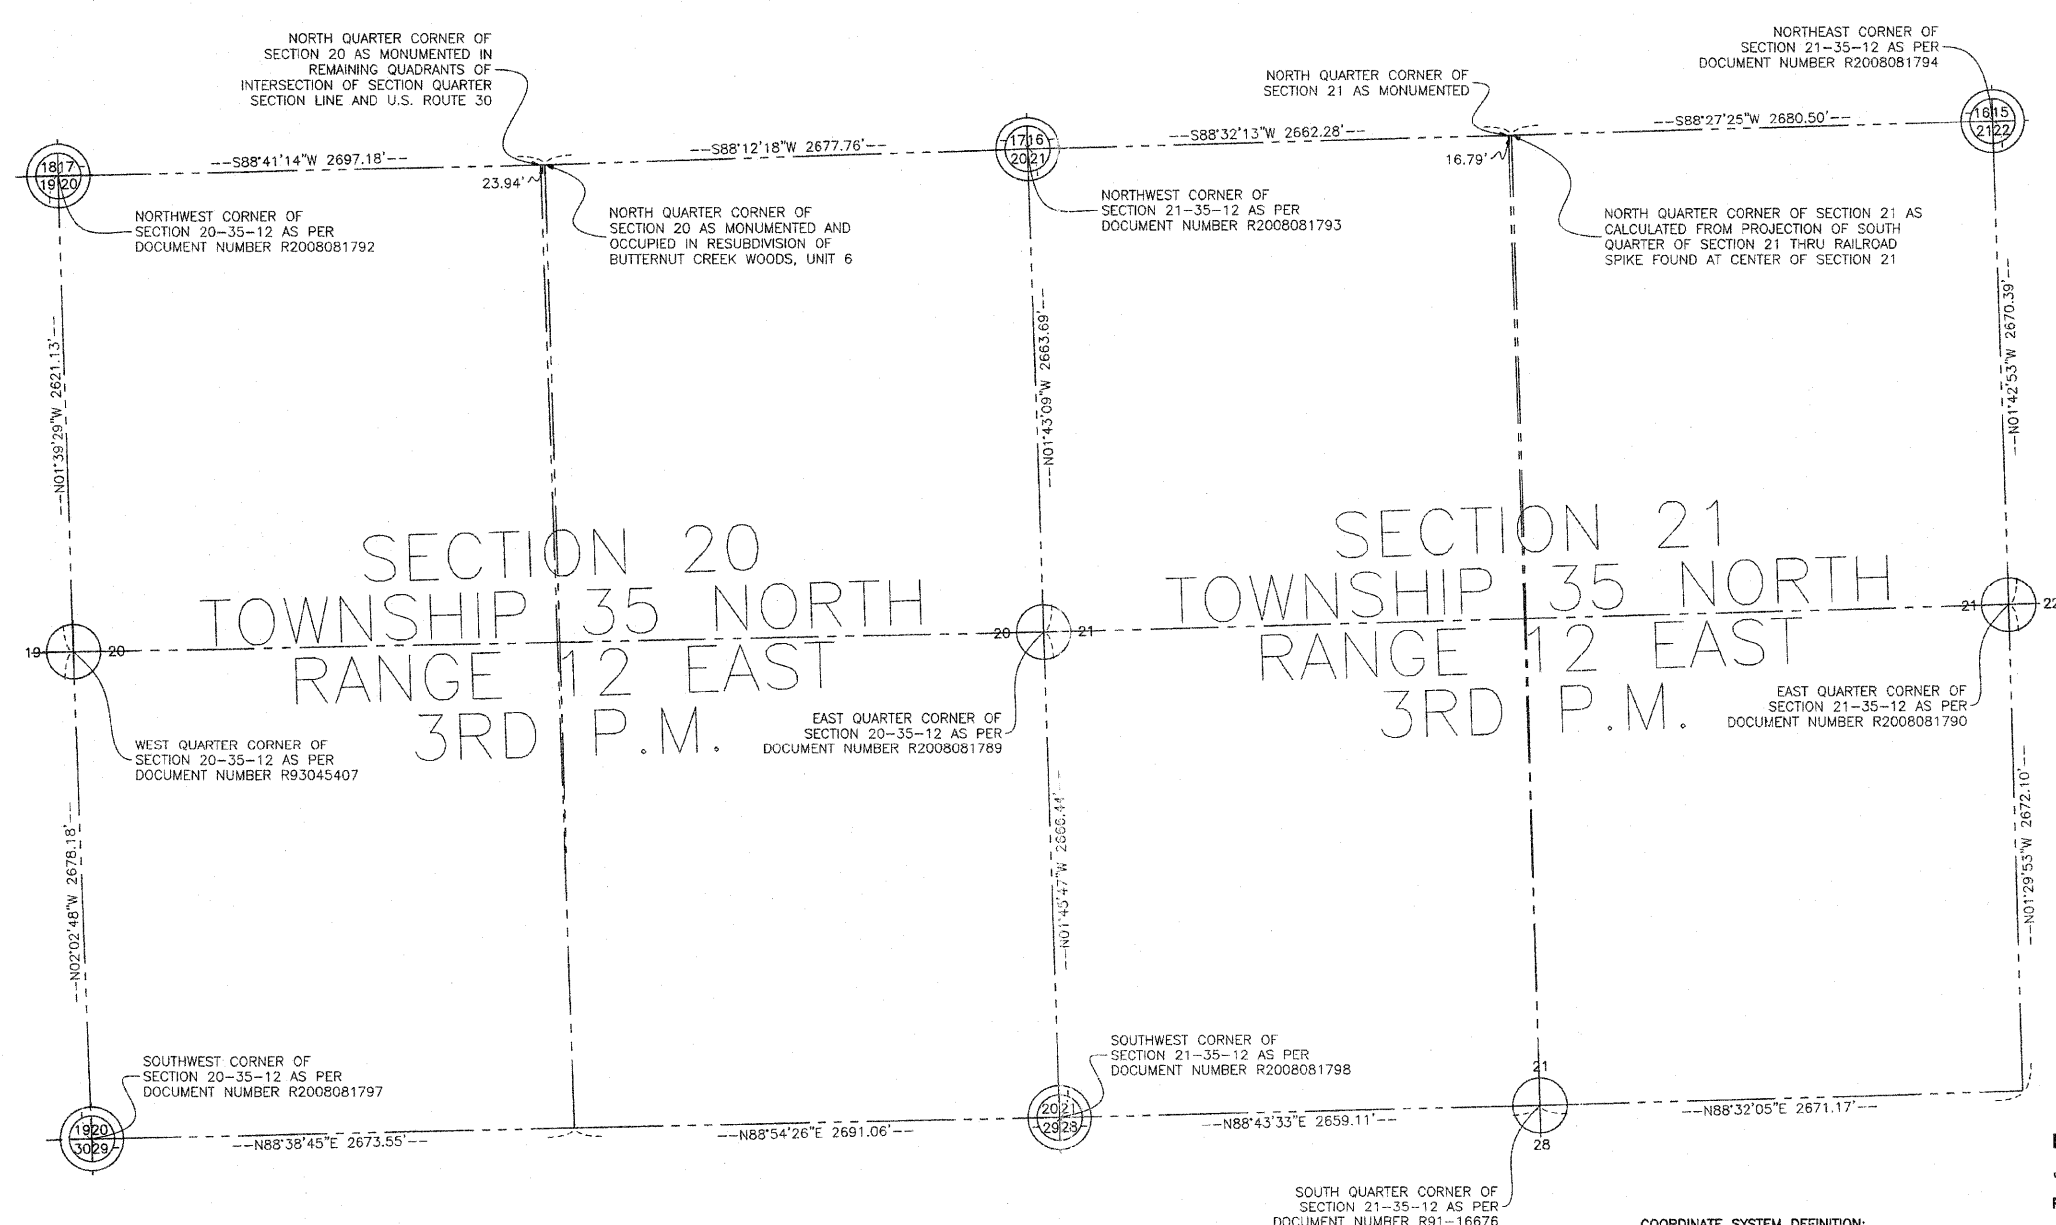 NORTH QUARTER CORNER OF
SECTION 20 AS MONUMENTED IN
REMAINING QUADRANTS OF
INTERSECTION OF SECTION QUARTER
SECTION LINE AND U.S. ROUTE 30
NORTH QUARTER CORNER OF
SECTION 21 AS MONUMENTED
NORTHEAST CORNER OF
SECTION 21-35-12 AS PER
DOCUMENT NUMBER R2008081794
18 17
19 20
---S88°41'14"W 2697.18'---
23.94'
---S88°12'18"W 2677.76'---
17 16
20 21
---S88°32'13"W 2662.28'---
16.79'
---S88°27'25"W 2680.50'---
16 15
21 22
NORTHWEST CORNER OF
SECTION 20-35-12 AS PER
DOCUMENT NUMBER R2008081792
NORTH QUARTER CORNER OF
SECTION 20 AS MONUMENTED AND
OCCUPIED IN RESUBDIVISION OF
BUTTERNUT CREEK WOODS, UNIT 6
NORTHWEST CORNER OF
SECTION 21-35-12 AS PER
DOCUMENT NUMBER R2008081793
NORTH QUARTER CORNER OF SECTION 21 AS
CALCULATED FROM PROJECTION OF SOUTH
QUARTER OF SECTION 21 THRU RAILROAD
SPIKE FOUND AT CENTER OF SECTION 21
---N01°39'29"W 2621.13'---
---N01°43'09"W 2663.69'---
---N01°42'53"W 2670.39'---
SECTION 20
TOWNSHIP 35 NORTH
RANGE 12 EAST
3RD P.M.
SECTION 21
TOWNSHIP 35 NORTH
RANGE 12 EAST
3RD P.M.
19
20
20
21
21
22
WEST QUARTER CORNER OF
SECTION 20-35-12 AS PER
DOCUMENT NUMBER R93045407
EAST QUARTER CORNER OF
SECTION 20-35-12 AS PER
DOCUMENT NUMBER R2008081789
EAST QUARTER CORNER OF
SECTION 21-35-12 AS PER
DOCUMENT NUMBER R2008081790
---N02°02'48"W 2678.18'---
---N01°45'47"W 2666.44'---
---N01°29'53"W 2672.10'---
SOUTHWEST CORNER OF
SECTION 20-35-12 AS PER
DOCUMENT NUMBER R2008081797
SOUTHWEST CORNER OF
SECTION 21-35-12 AS PER
DOCUMENT NUMBER R2008081798
19 20
30 29
---N88°38'45"E 2673.55'---
---N88°54'26"E 2691.06'---
20 21
29 28
---N88°43'33"E 2659.11'---
21
28
---N88°32'05"E 2671.17'---
SOUTH QUARTER CORNER OF
SECTION 21-35-12 AS PER
DOCUMENT NUMBER R91-16676
COORDINATE SYSTEM DEFINITION: